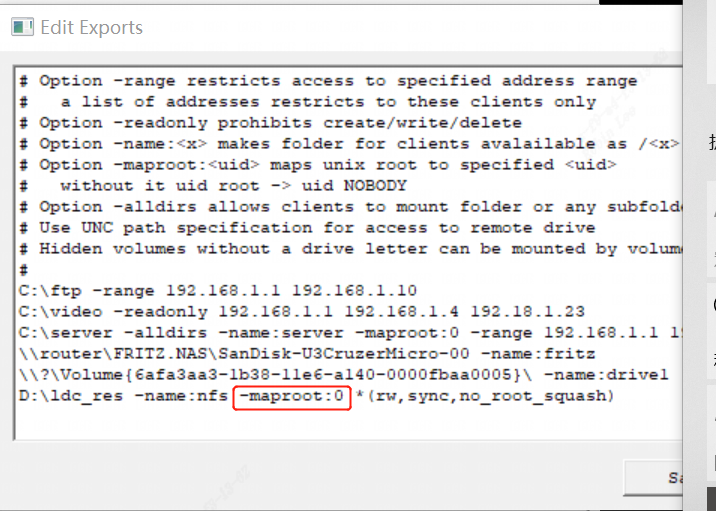 Edit Exports
# Option -range restricts access to specified address range
#   a list of addresses restricts to these clients only
# Option -readonly prohibits create/write/delete
# Option -name:<x> makes folder for clients avalailable as /<x>
# Option -maproot:<uid> maps unix root to specified <uid>
#   without it uid root -> uid NOBODY
# Option -alldirs allows clients to mount folder or any subfold
# Use UNC path specification for access to remote drive
# Hidden volumes without a drive letter can be mounted by volum
#
C:\ftp -range 192.168.1.1 192.168.1.10
C:\video -readonly 192.168.1.1 192.168.1.4 192.18.1.23
C:\server -alldirs -name:server -maproot:0 -range 192.168.1.1 1
\\router\FRITZ.NAS\SanDisk-U3CruzerMicro-00 -name:fritz
\\?\Volume{6afa3aa3-1b38-11e6-a140-0000fbaa0005}\ -name:drive1
D:\ldc_res -name:nfs -maproot:0 *(rw,sync,no_root_squash)